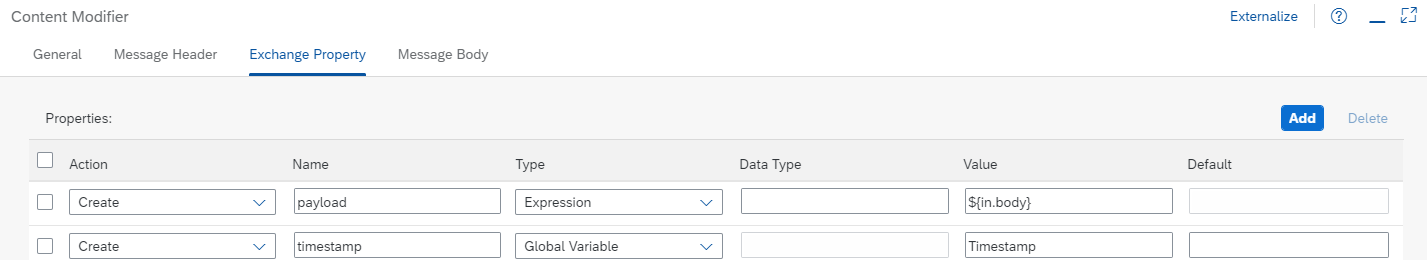 Content Modifier Externalize
General Message Header Exchange Property Message Body
Properties: Add Delete
Action Name Type Data Type Value Default
Create payload Expression ${in.body}
Create timestamp Global Variable Timestamp